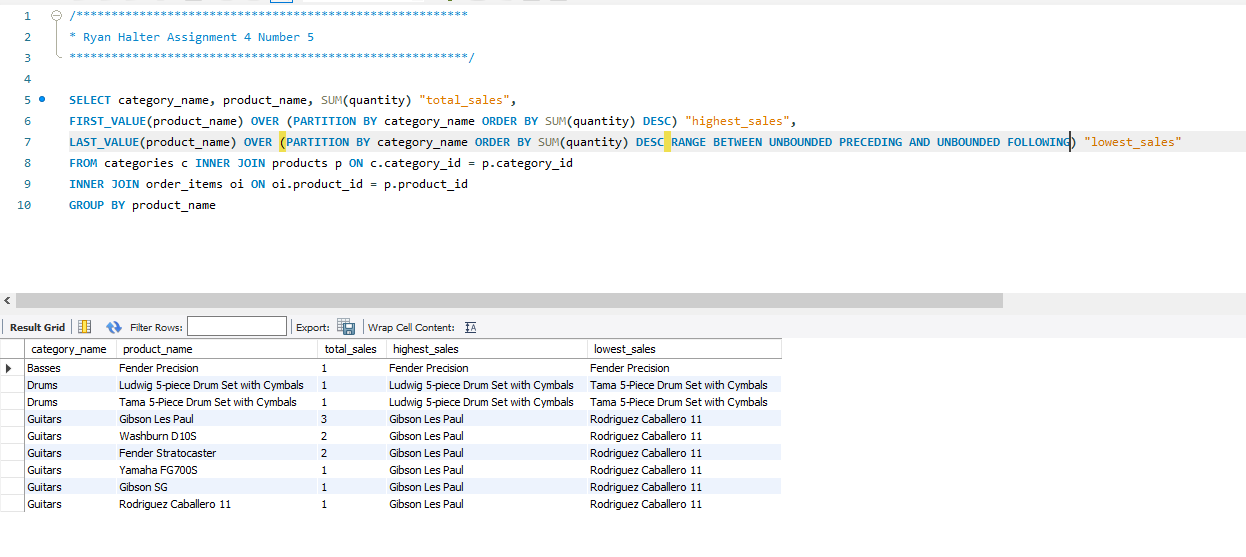 1 /********************************************************
2 * Ryan Halter Assignment 4 Number 5
3 *********************************************************/
4
5 SELECT category_name, product_name, SUM(quantity) "total_sales",
6 FIRST_VALUE(product_name) OVER (PARTITION BY category_name ORDER BY SUM(quantity) DESC) "highest_sales",
7 LAST_VALUE(product_name) OVER (PARTITION BY category_name ORDER BY SUM(quantity) DESC RANGE BETWEEN UNBOUNDED PRECEDING AND UNBOUNDED FOLLOWING) "lowest_sales"
8 FROM categories c INNER JOIN products p ON c.category_id = p.category_id
9 INNER JOIN order_items oi ON oi.product_id = p.product_id
10 GROUP BY product_name
Result Grid Filter Rows: Export: Wrap Cell Content: IA
category_name product_name total_sales highest_sales lowest_sales
Basses Fender Precision 1 Fender Precision Fender Precision
Drums Ludwig 5-piece Drum Set with Cymbals 1 Ludwig 5-piece Drum Set with Cymbals Tama 5-Piece Drum Set with Cymbals
Drums Tama 5-Piece Drum Set with Cymbals 1 Ludwig 5-piece Drum Set with Cymbals Tama 5-Piece Drum Set with Cymbals
Guitars Gibson Les Paul 3 Gibson Les Paul Rodriguez Caballero 11
Guitars Washburn D10S 2 Gibson Les Paul Rodriguez Caballero 11
Guitars Fender Stratocaster 2 Gibson Les Paul Rodriguez Caballero 11
Guitars Yamaha FG700S 1 Gibson Les Paul Rodriguez Caballero 11
Guitars Gibson SG 1 Gibson Les Paul Rodriguez Caballero 11
Guitars Rodriguez Caballero 11 1 Gibson Les Paul Rodriguez Caballero 11